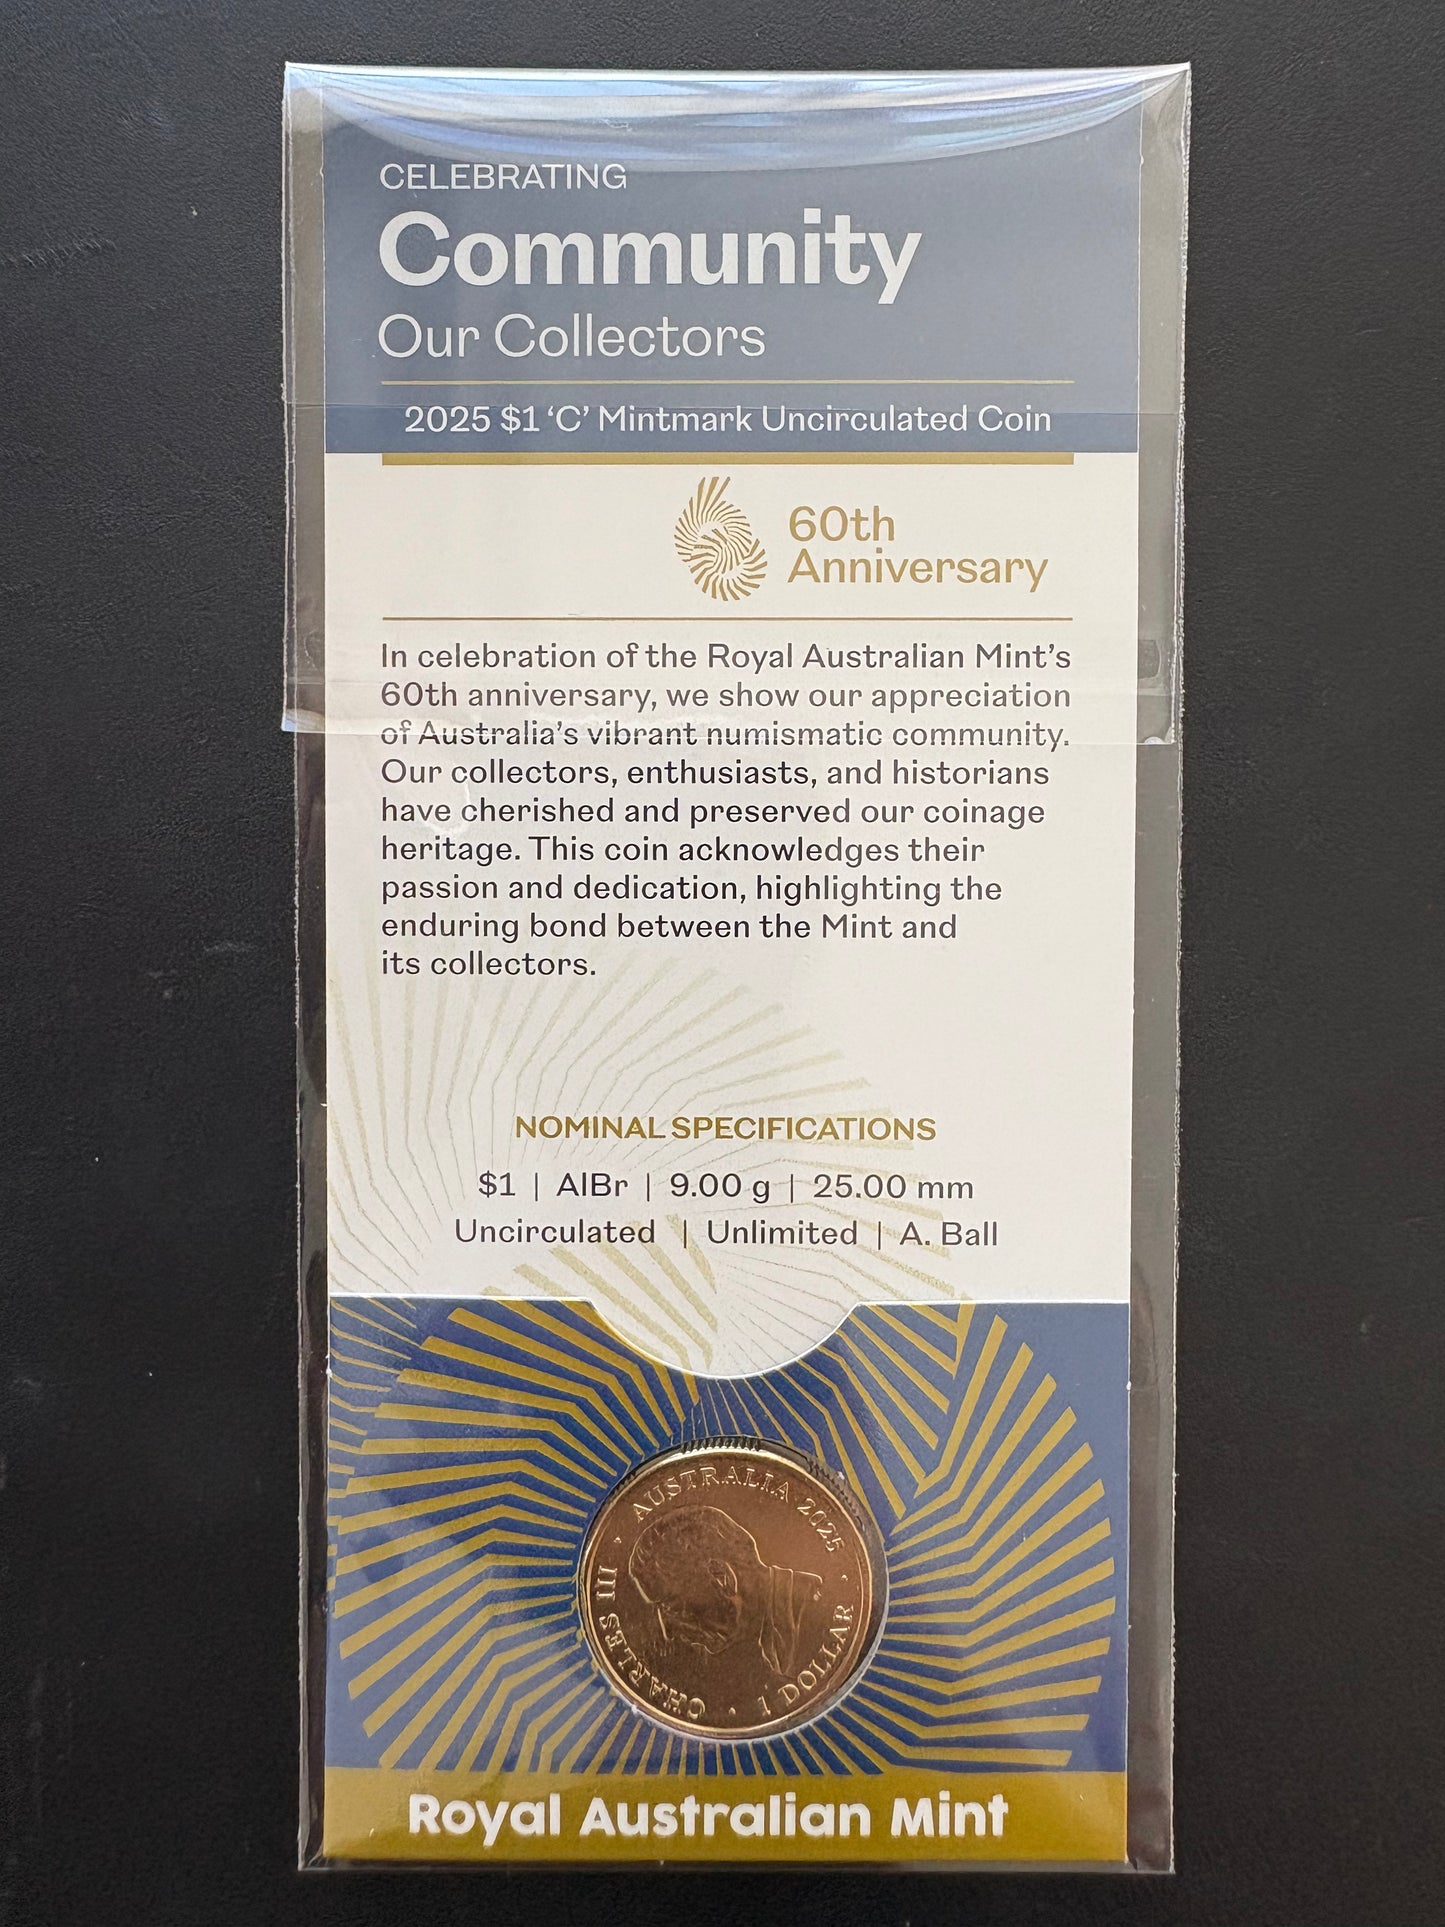 CELEBRATING
Community
Our Collectors
2025 $1 ‘C’ Mintmark Uncirculated Coin
60th
Anniversary
In celebration of the Royal Australian Mint’s
60th anniversary, we show our appreciation
of Australia’s vibrant numismatic community.
Our collectors, enthusiasts, and historians
have cherished and preserved our coinage
heritage. This coin acknowledges their
passion and dedication, highlighting the
enduring bond between the Mint and
its collectors.
NOMINAL SPECIFICATIONS
$1 | AlBr | 9.00 g | 25.00 mm
Uncirculated | Unlimited | A. Ball
CHARLES III · AUSTRALIA 2025 · 1 DOLLAR ·
Royal Australian Mint